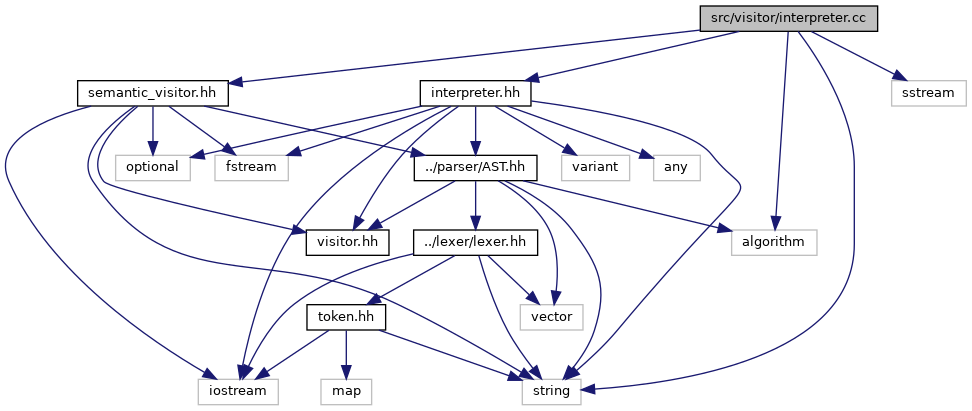 src/visitor/interpreter.cc
semantic_visitor.hh
interpreter.hh
sstream
optional
fstream
../parser/AST.hh
variant
any
visitor.hh
../lexer/lexer.hh
algorithm
token.hh
vector
iostream
map
string